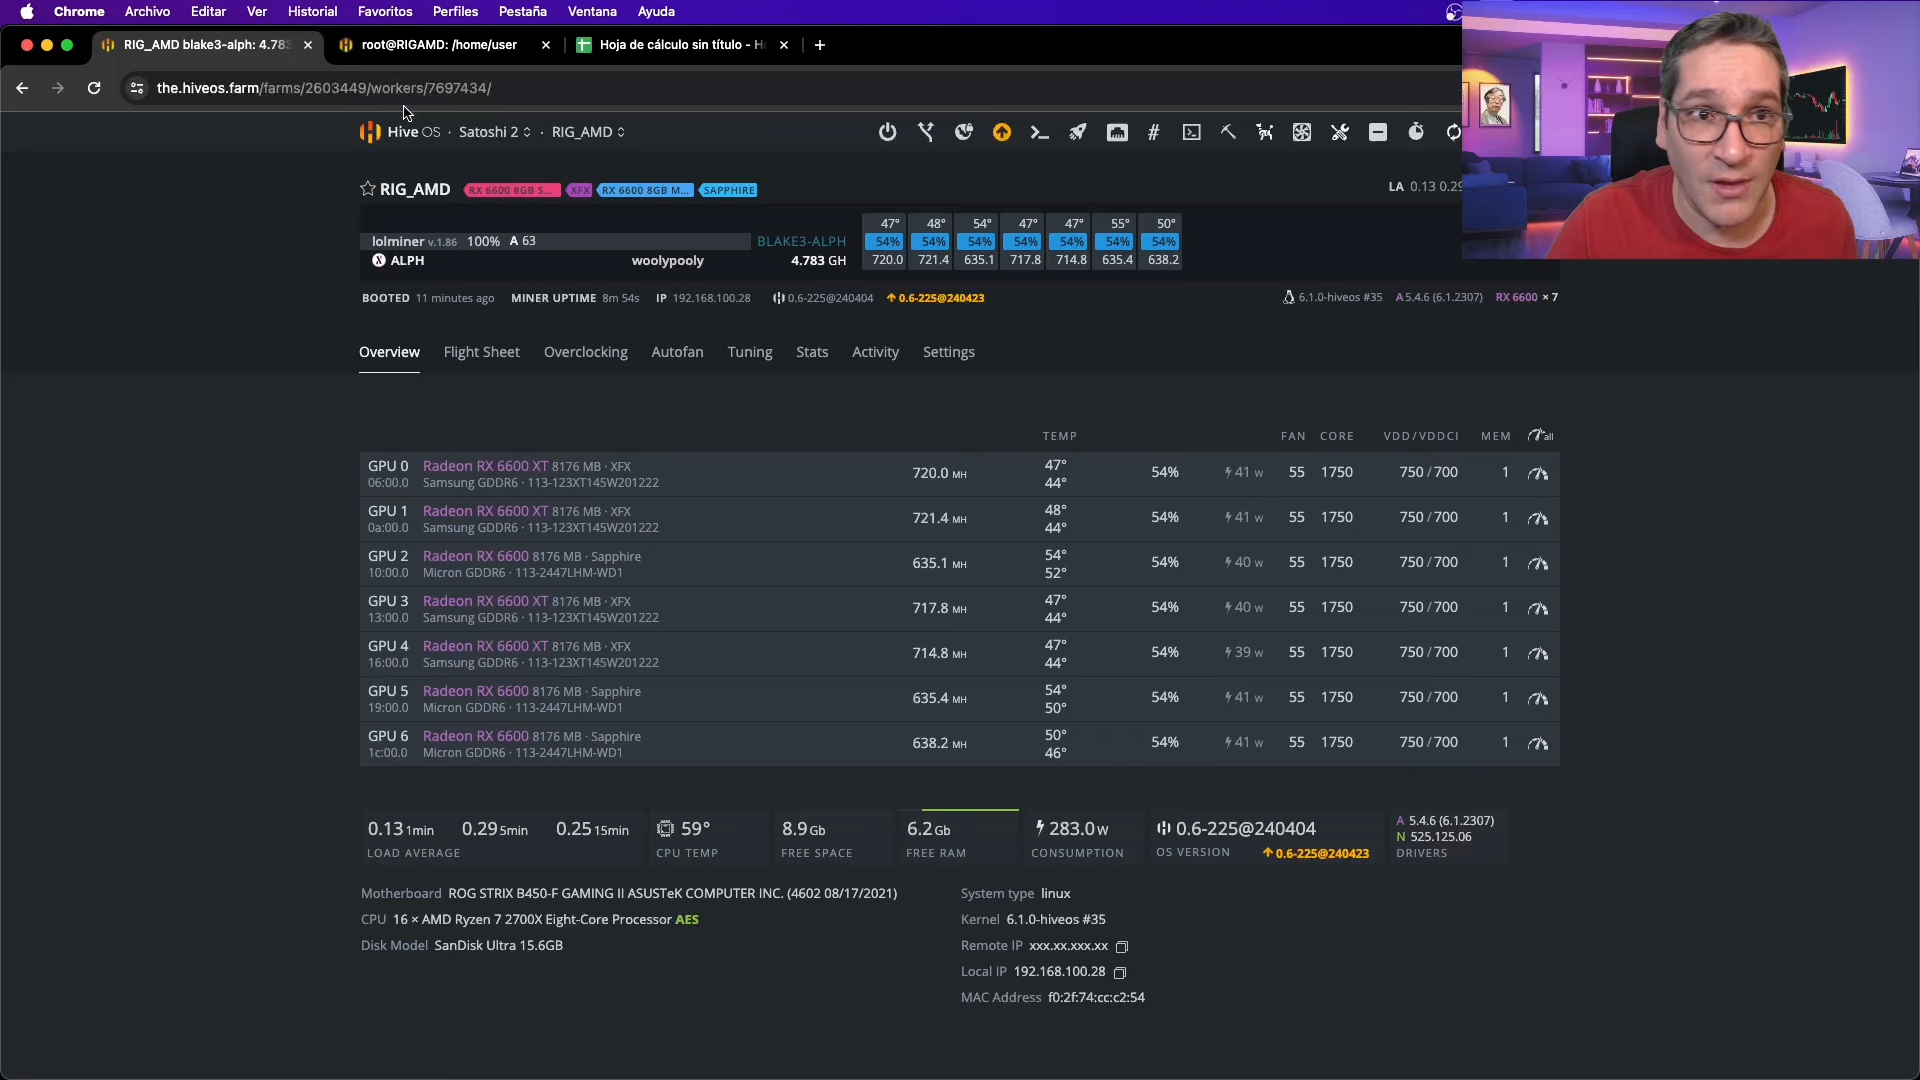 Chrome Archivo Editar Ver Historial Favoritos Perfiles Pestaña Ventana Ayuda
RIG_AMD blake3-alph: 4.783 root@RIGAMD: /home/user Hoja de cálculo sin título - Ho
the.hiveos.farm/farms/2603449/workers/7697434/
Hive OS · Satoshi 2 · RIG_AMD
RIG_AMD RX 6600 8GB S... XFX RX 6600 8GB M... SAPPHIRE LA 0.13 0.29
47° 48° 54° 47° 47° 55° 50°
lolminer v.1.86 100% A 63 BLAKE3-ALPH 54% 54% 54% 54% 54% 54% 54%
ALPH woolypooly 4.783 GH 720.0 721.4 635.1 717.8 714.8 635.4 638.2
BOOTED 11 minutes ago MINER UPTIME 8m 54s IP 192.168.100.28 0.6-225@240404 0.6-225@240423 6.1.0-hiveos #35 A 5.4.6 (6.1.2307) RX 6600 × 7
Overview Flight Sheet Overclocking Autofan Tuning Stats Activity Settings
TEMP FAN CORE VDD/VDDCI MEM all
GPU 0 Radeon RX 6600 XT 8176 MB · XFX 720.0 MH 47° 54% 41 w 55 1750 750 / 700 1
06:00.0 Samsung GDDR6 · 113-123XT145W201222 44°
GPU 1 Radeon RX 6600 XT 8176 MB · XFX 721.4 MH 48° 54% 41 w 55 1750 750 / 700 1
0a:00.0 Samsung GDDR6 · 113-123XT145W201222 44°
GPU 2 Radeon RX 6600 8176 MB · Sapphire 635.1 MH 54° 54% 40 w 55 1750 750 / 700 1
10:00.0 Micron GDDR6 · 113-2447LHM-WD1 52°
GPU 3 Radeon RX 6600 XT 8176 MB · XFX 717.8 MH 47° 54% 40 w 55 1750 750 / 700 1
13:00.0 Samsung GDDR6 · 113-123XT145W201222 44°
GPU 4 Radeon RX 6600 XT 8176 MB · XFX 714.8 MH 47° 54% 39 w 55 1750 750 / 700 1
16:00.0 Samsung GDDR6 · 113-123XT145W201222 44°
GPU 5 Radeon RX 6600 8176 MB · Sapphire 635.4 MH 54° 54% 41 w 55 1750 750 / 700 1
19:00.0 Micron GDDR6 · 113-2447LHM-WD1 50°
GPU 6 Radeon RX 6600 8176 MB · Sapphire 638.2 MH 50° 54% 41 w 55 1750 750 / 700 1
1c:00.0 Micron GDDR6 · 113-2447LHM-WD1 46°
0.13 1min 0.29 5min 0.25 15min 59° 8.9 Gb 6.2 Gb 283.0 W 0.6-225@240404 A 5.4.6 (6.1.2307)
N 525.125.06
LOAD AVERAGE CPU TEMP FREE SPACE FREE RAM CONSUMPTION OS VERSION 0.6-225@240423 DRIVERS
Motherboard ROG STRIX B450-F GAMING II ASUSTeK COMPUTER INC. (4602 08/17/2021) System type linux
CPU 16 × AMD Ryzen 7 2700X Eight-Core Processor AES Kernel 6.1.0-hiveos #35
Disk Model SanDisk Ultra 15.6GB Remote IP xxx.xx.xxx.xx
Local IP 192.168.100.28
MAC Address f0:2f:74:cc:c2:54